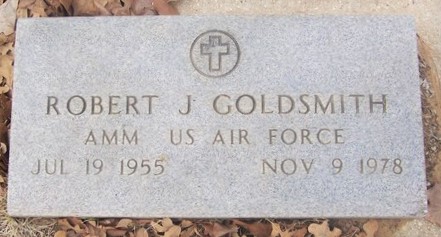 ROBERT J GOLDSMITH
AMM US AIR FORCE
JUL 19 1955 NOV 9 1978